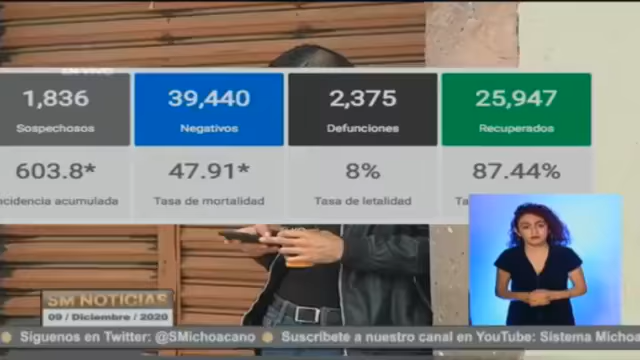 1,836 39,440 2,375 25,947
Sospechosos Negativos Defunciones Recuperados
603.8* 47.91* 8% 87.44%
ncidencia acumulada Tasa de mortalidad Tasa de letalidad
SM NOTICIAS
09 / Diciembre / 2020
Síguenos en Twitter: @SMichoacano Suscríbete a nuestro canal en YouTube: Sistema Micho